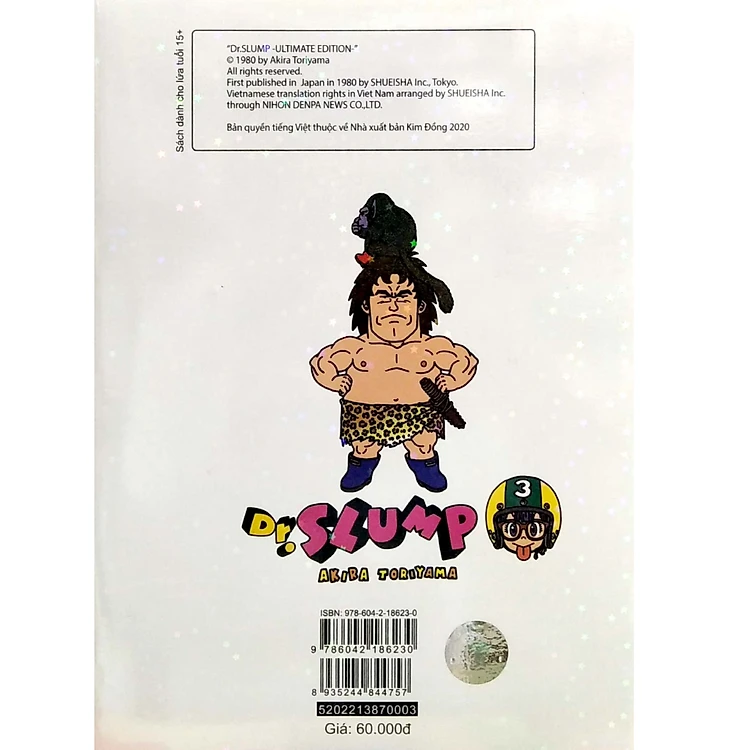 Sách dành cho lứa tuổi 15+
"Dr.SLUMP -ULTIMATE EDITION-"
© 1980 by Akira Toriyama
All rights reserved.
First published in Japan in 1980 by SHUEISHA Inc., Tokyo.
Vietnamese translation rights in Viet Nam arranged by SHUEISHA Inc.
through NIHON DENPA NEWS CO.,LTD.
Bản quyền tiếng Việt thuộc về Nhà xuất bản Kim Đồng 2020
3
Dr. SLUMP
AKIRA TORIYAMA
ISBN: 978-604-2-18623-0
9 786042 186230
8 935244 844757
5202213870003
Giá: 60.000đ